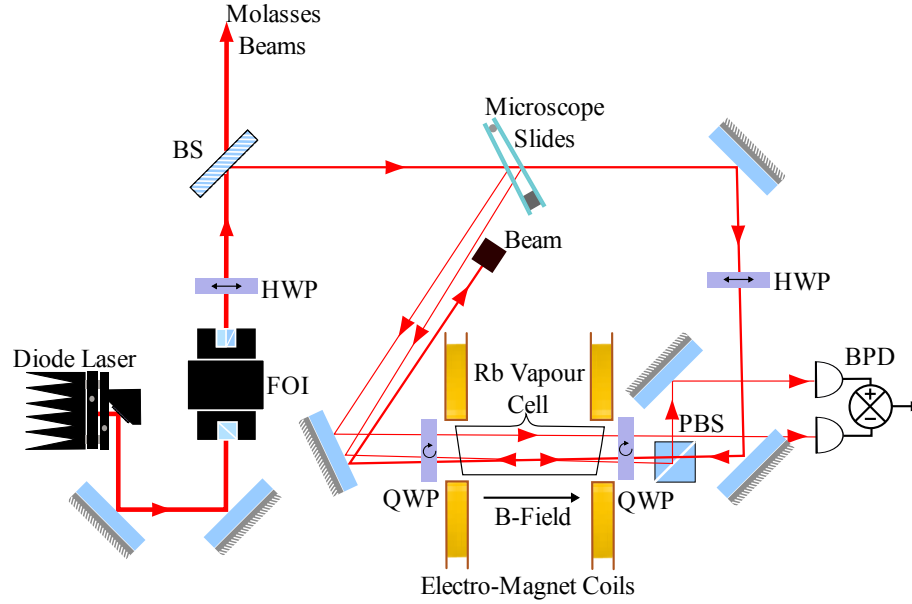 Molasses
Beams
BS
Microscope
Slides
Beam
HWP
HWP
Diode Laser
FOI
Rb Vapour
Cell
BPD
PBS
+
−
QWP
QWP
B-Field
Electro-Magnet Coils